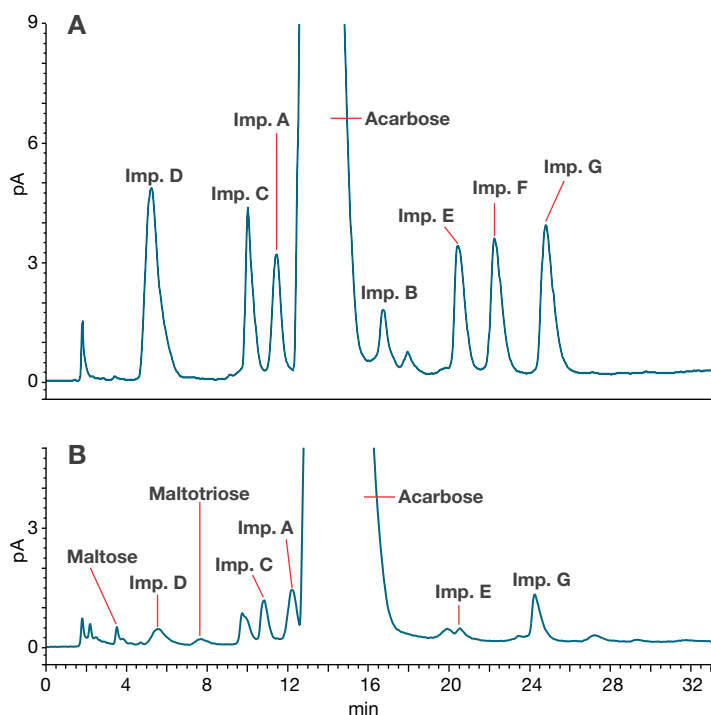 A
9
6
3
0
pA
Imp. D
Imp. C
Imp. A
Acarbose
Imp. B
Imp. E
Imp. F
Imp. G
B
3
0
pA
Maltose
Imp. D
Maltotriose
Imp. C
Imp. A
Acarbose
Imp. E
Imp. G
0 4 8 12 16 20 24 28 32
min